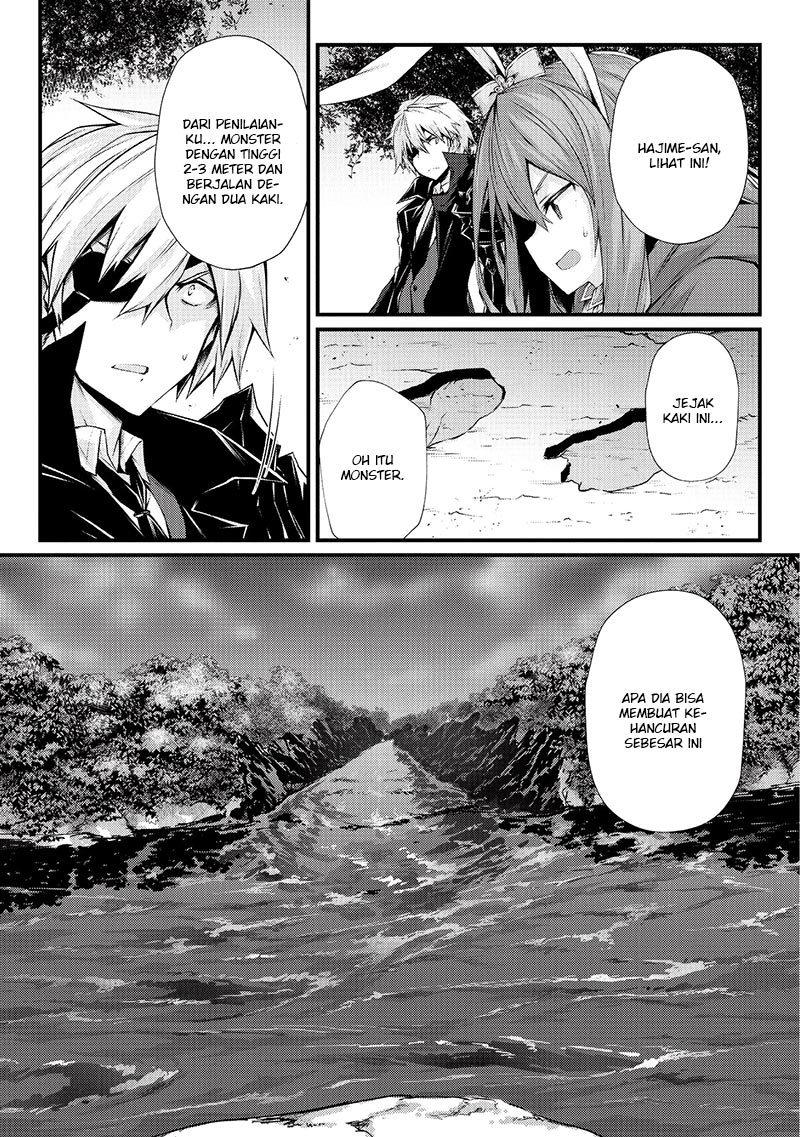 HAJIME-SAN,
LIHAT INI!
JEJAK
KAKI INI...
OH ITU
MONSTER.
DARI PENILAIAN-
KU... MONSTER
DENGAN TINGGI
2-3 METER DAN
BERJALAN DE-
NGAN DUA KAKI.
APA DIA BISA
MEMBUAT KE-
HANCURAN
SEBESAR INI